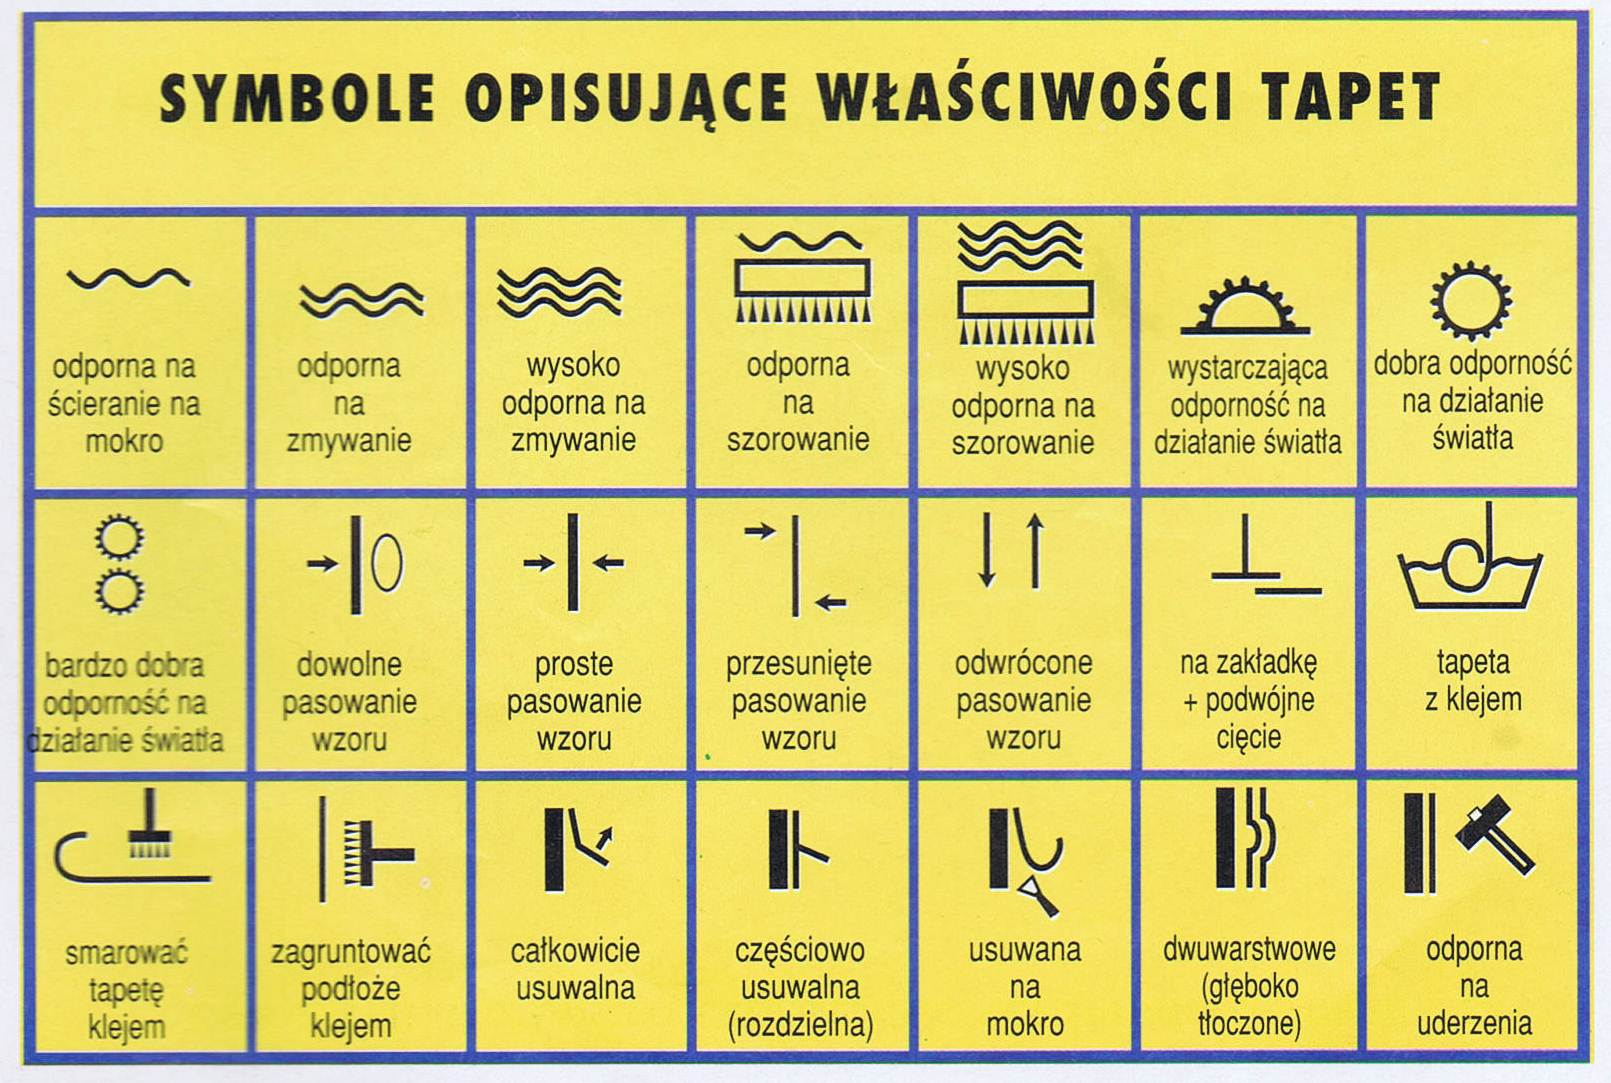 SYMBOLE OPISUJĄCE WŁAŚCIWOŚCI TAPET
odporna na
ścieranie na
mokro
odporna
na
zmywanie
wysoko
odporna na
zmywanie
odporna
na
szorowanie
wysoko
odporna na
szorowanie
wystarczająca
odporność na
działanie światła
dobra odporność
na działanie
światła
bardzo dobra
odporność na
działanie światła
dowolne
pasowanie
wzoru
proste
pasowanie
wzoru
przesunięte
pasowanie
wzoru
odwrócone
pasowanie
wzoru
na zakładkę
+ podwójne
cięcie
tapeta
z klejem
smarować
tapetę
klejem
zagruntować
podłoże
klejem
całkowicie
usuwalna
częściowo
usuwalna
(rozdzielna)
usuwana
na
mokro
dwuwarstwowe
(głęboko
tłoczone)
odporna
na
uderzenia